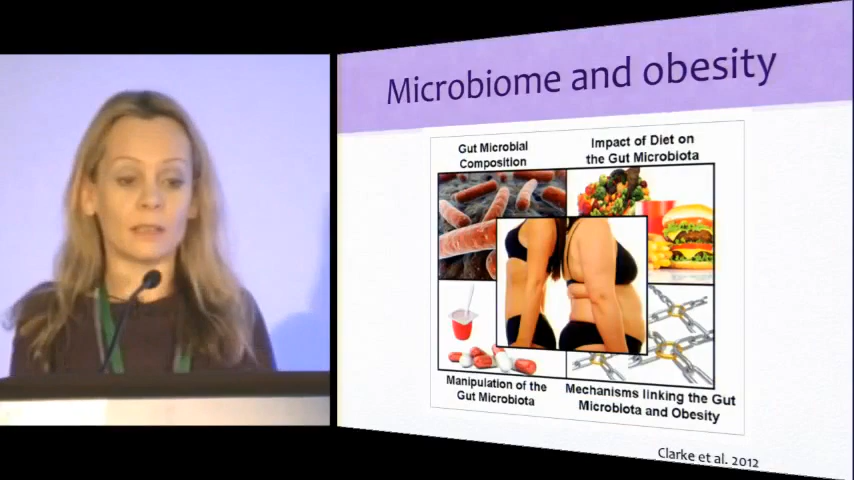 Microbiome and obesity
Gut Microbial
Composition
Impact of Diet on
the Gut Microbiota
Manipulation of the
Gut Microbiota
Mechanisms linking the Gut
Microbiota and Obesity
Clarke et al. 2012